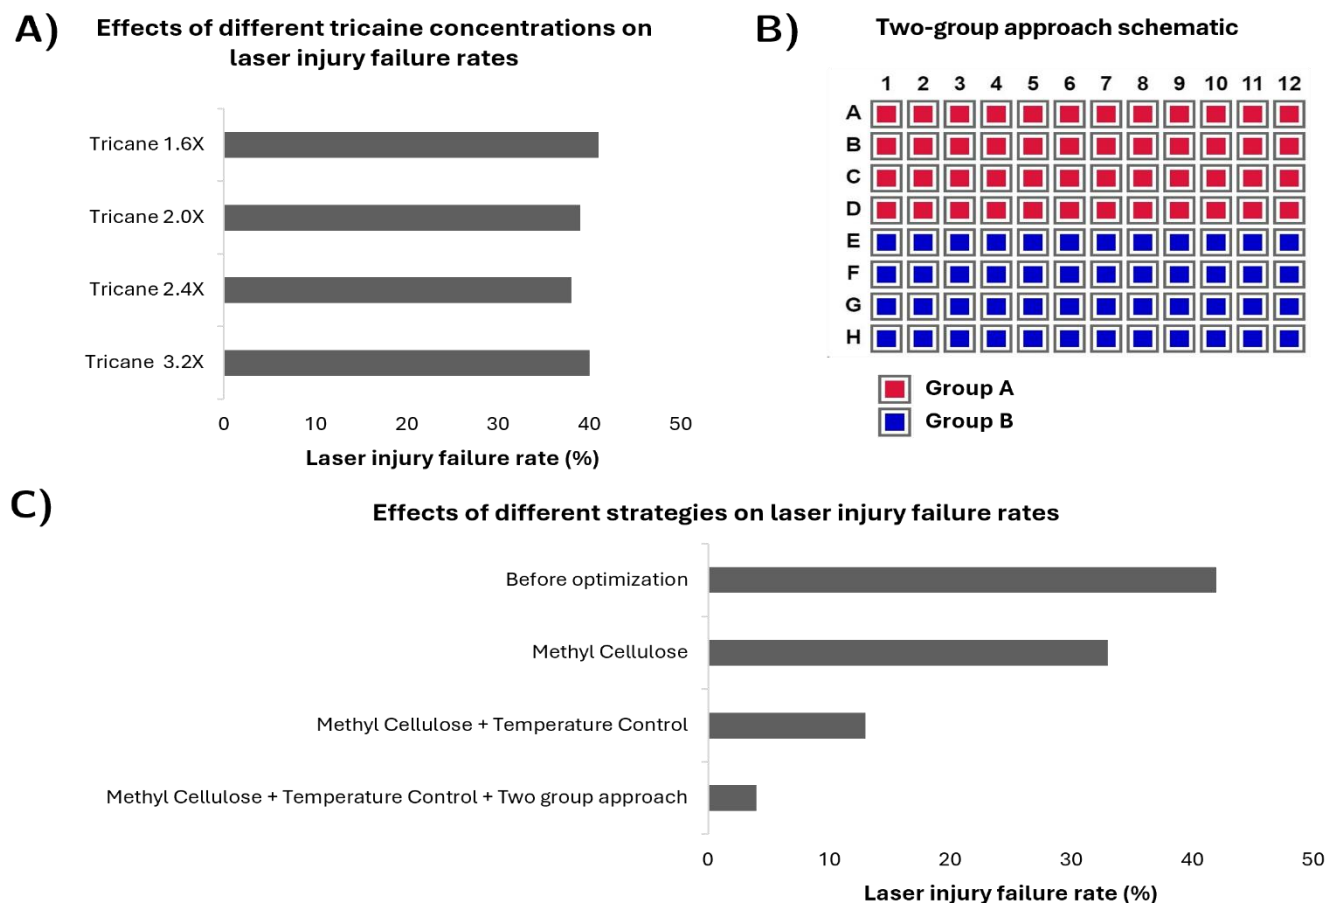 A)
Effects of different tricaine concentrations on
laser injury failure rates
Tricane 1.6X
Tricane 2.0X
Tricane 2.4X
Tricane  3.2X
0 10 20 30 40 50
Laser injury failure rate (%)
B)
Two-group approach schematic
1 2 3 4 5 6 7 8 9 10 11 12
A
B
C
D
E
F
G
H
Group A
Group B
C)
Effects of different strategies on laser injury failure rates
Before optimization
Methyl Cellulose
Methyl Cellulose + Temperature Control
Methyl Cellulose + Temperature Control + Two group approach
0 10 20 30 40 50
Laser injury failure rate (%)